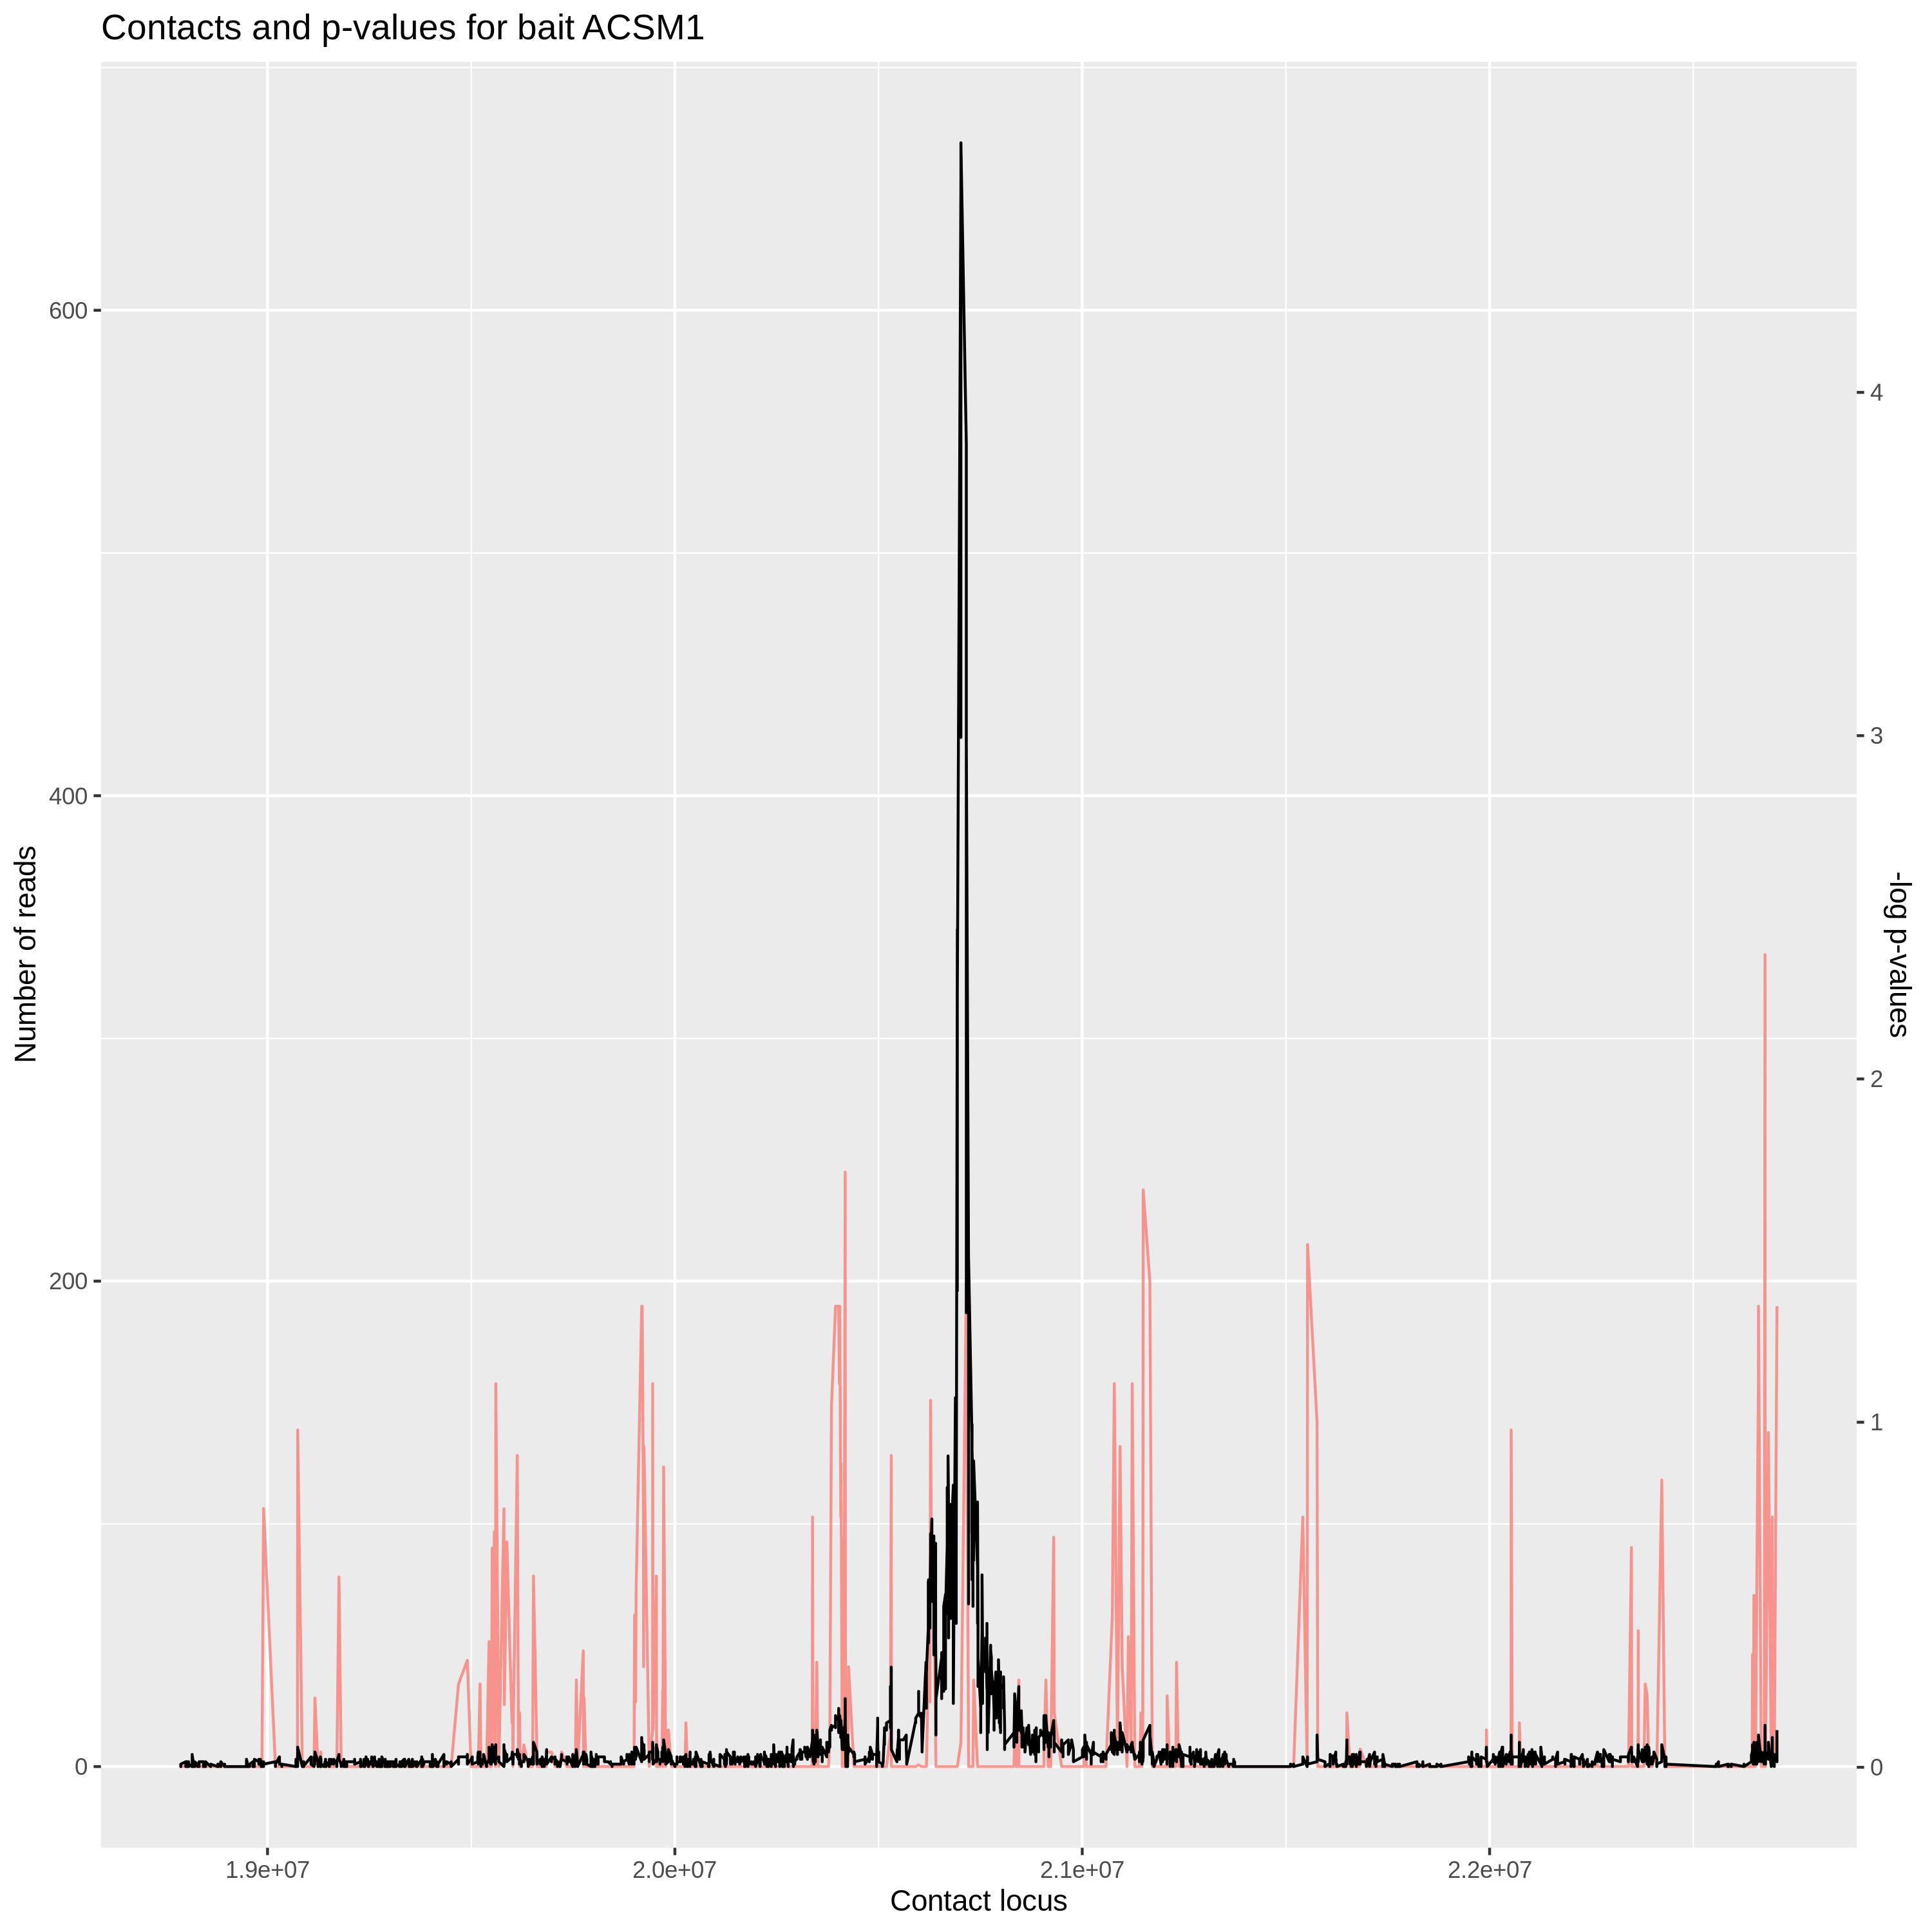 Contacts and p-values for bait ACSM1
Number of reads
600
400
200
0
4
3
2
1
0
-log p-values
1.9e+07
2.0e+07
2.1e+07
2.2e+07
Contact locus